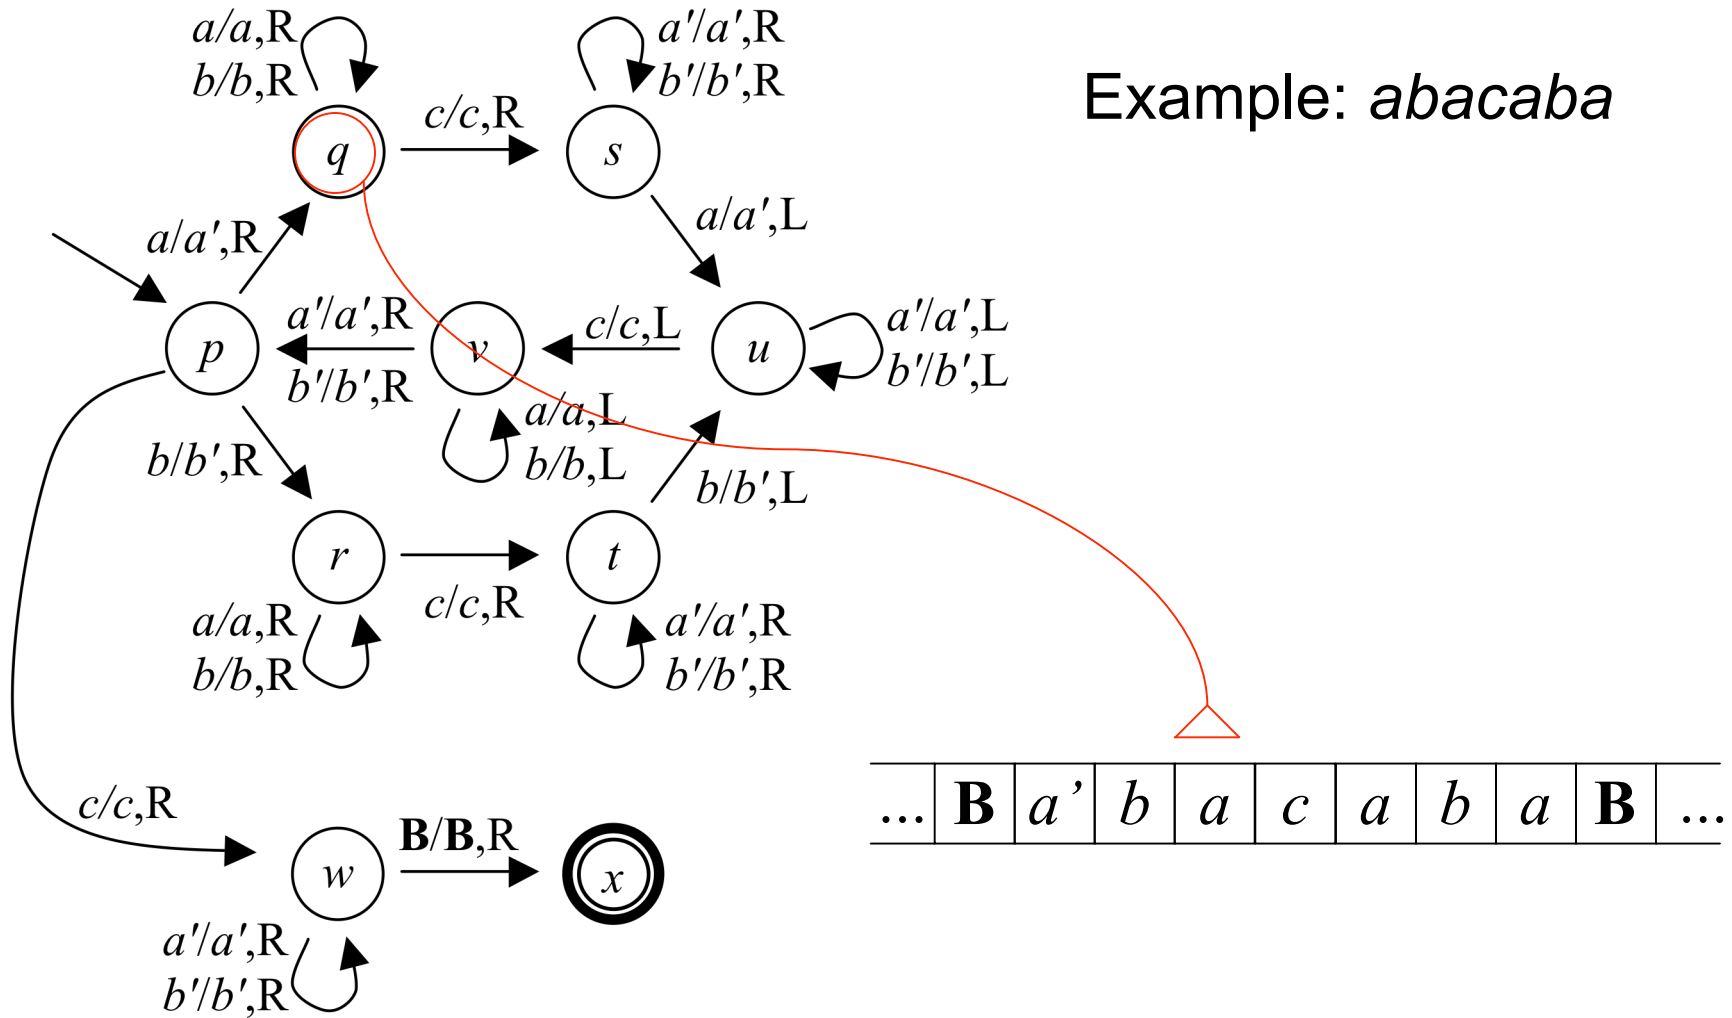 a/a,R
b/b,R
a′/a′,R
b′/b′,R
Example: abacaba
c/c,R
q
s
a/a′,R
a/a′,L
p
a′/a′,R
b′/b′,R
v
c/c,L
u
a′/a′,L
b′/b′,L
a/a,L
b/b,L
b/b′,R
b/b′,L
r
c/c,R
t
a/a,R
b/b,R
a′/a′,R
b′/b′,R
... B a’ b a c a b a B ...
c/c,R
w
B/B,R
x
a′/a′,R
b′/b′,R